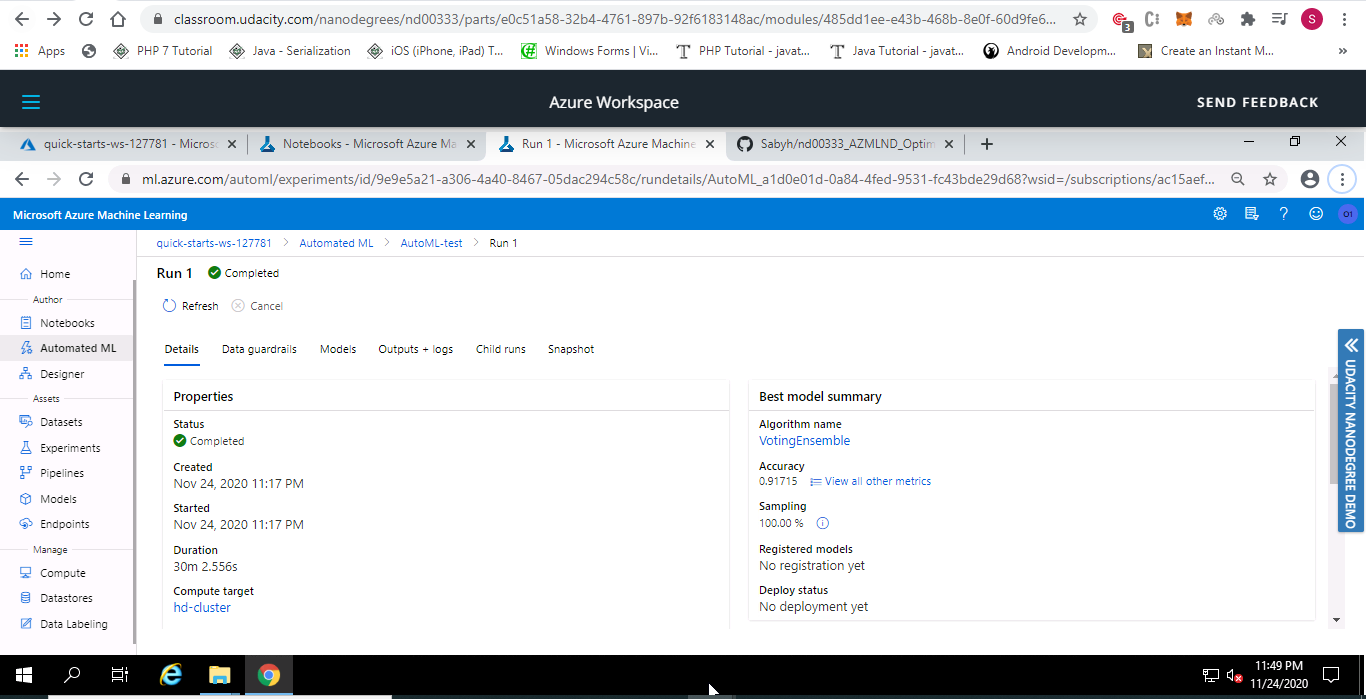 classroom.udacity.com/nanodegrees/nd00333/parts/e0c51a58-32b4-4761-897b-92f6183148ac/modules/485dd1ee-e43b-468b-8e0f-60d9fe6...
3
S
Apps
PHP 7 Tutorial
Java - Serialization
iOS (iPhone, iPad) T...
Windows Forms | Vi...
PHP Tutorial - javat...
Java Tutorial - javat...
Android Developm...
Create an Instant M...
Azure Workspace
SEND FEEDBACK
quick-starts-ws-127781 - Micros
Notebooks - Microsoft Azure Ma
Run 1 - Microsoft Azure Machine
Sabyh/nd00333_AZMLND_Optim
ml.azure.com/automl/experiments/id/9e9e5a21-a306-4a40-8467-05dac294c58c/rundetails/AutoML_a1d0e01d-0a84-4fed-9531-fc43bde29d68?wsid=/subscriptions/ac15aef...
Microsoft Azure Machine Learning
O1
quick-starts-ws-127781 > Automated ML > AutoML-test > Run 1
Run 1 Completed
Refresh Cancel
Home
Author
Notebooks
Automated ML
Designer
Assets
Datasets
Experiments
Pipelines
Models
Endpoints
Manage
Compute
Datastores
Data Labeling
Details Data guardrails Models Outputs + logs Child runs Snapshot
Properties
Status
Completed
Created
Nov 24, 2020 11:17 PM
Started
Nov 24, 2020 11:17 PM
Duration
30m 2.556s
Compute target
hd-cluster
Best model summary
Algorithm name
VotingEnsemble
Accuracy
0.91715 View all other metrics
Sampling
100.00 %
Registered models
No registration yet
Deploy status
No deployment yet
UDACITY NANODEGREE DEMO
11:49 PM
11/24/2020